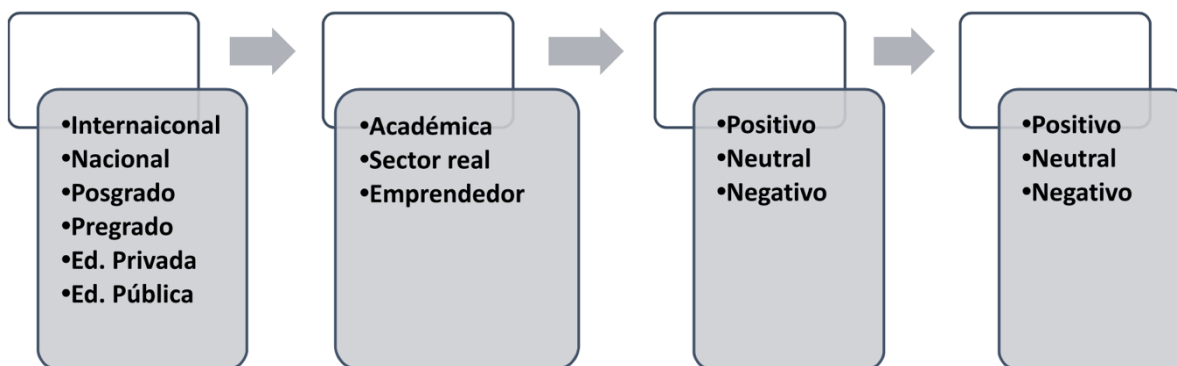 •Internaiconal
•Nacional
•Posgrado
•Pregrado
•Ed. Privada
•Ed. Pública
•Académica
•Sector real
•Emprendedor
•Positivo
•Neutral
•Negativo
•Positivo
•Neutral
•Negativo